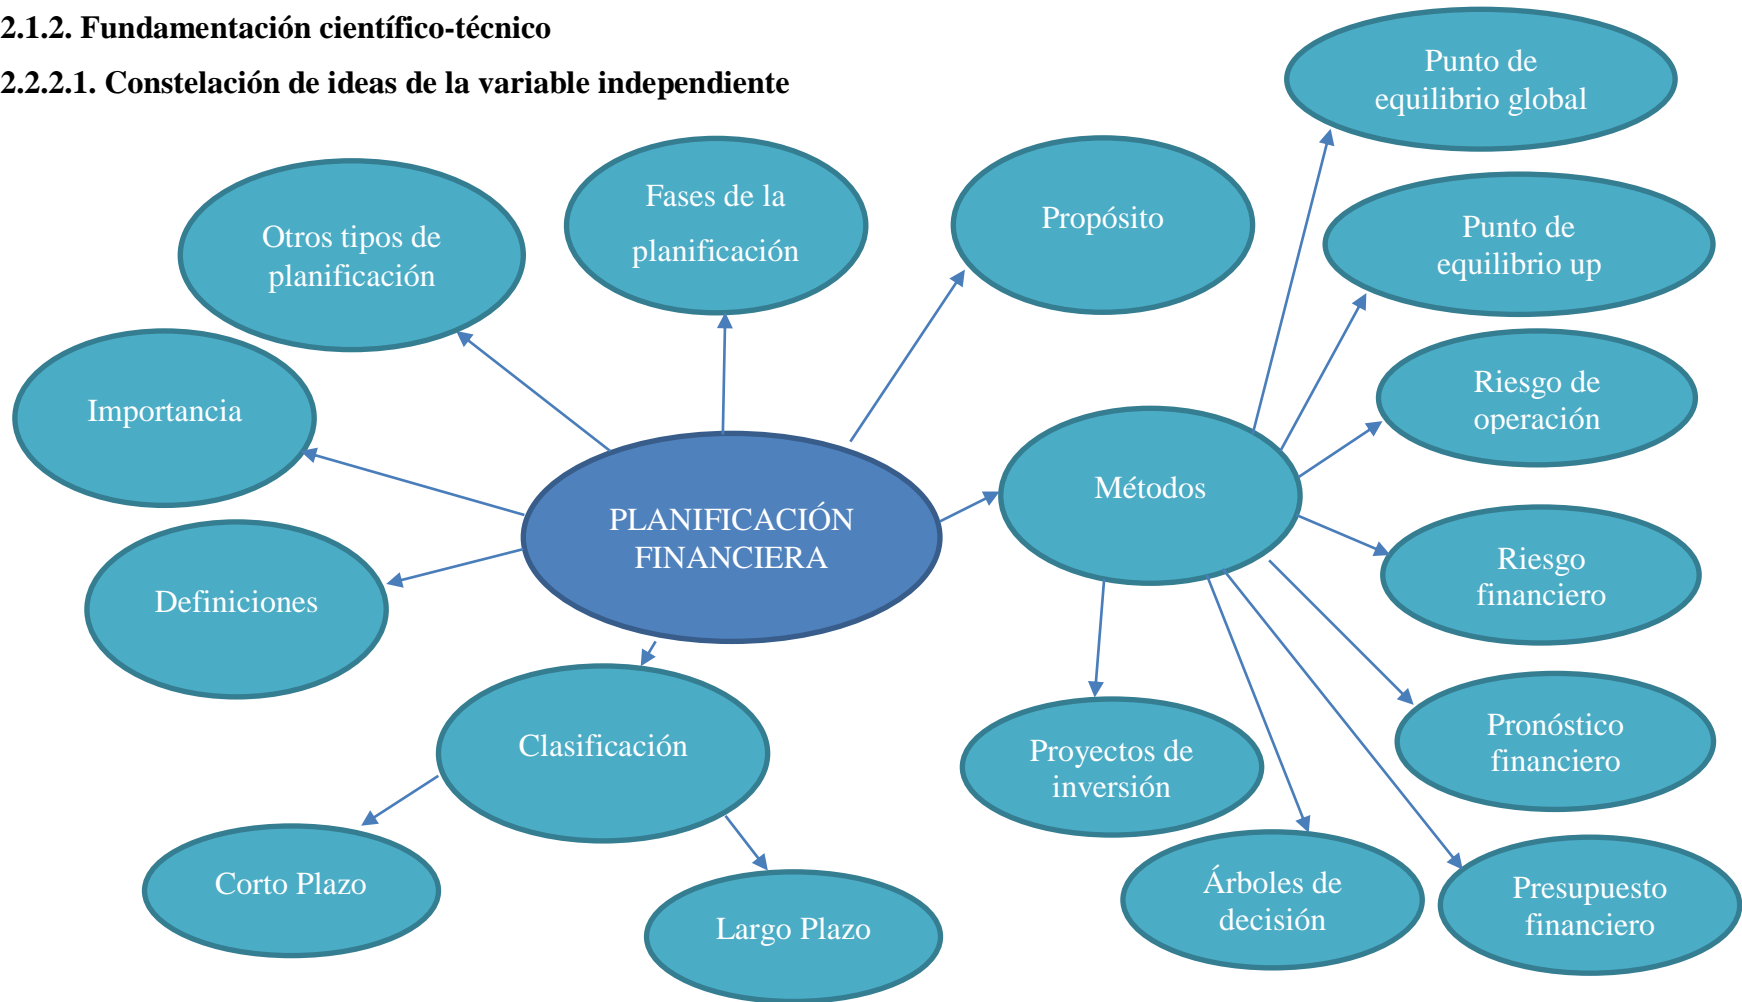 2.1.2. Fundamentación científico-técnico
2.2.2.1. Constelación de ideas de la variable independiente
Punto de
equilibrio global
Fases de la
planificación
Propósito
Otros tipos de
planificación
Punto de
equilibrio up
Importancia
Riesgo de
operación
Métodos
PLANIFICACIÓN
FINANCIERA
Definiciones
Riesgo
financiero
Clasificación
Proyectos de
inversión
Pronóstico
financiero
Corto Plazo
Largo Plazo
Árboles de
decisión
Presupuesto
financiero